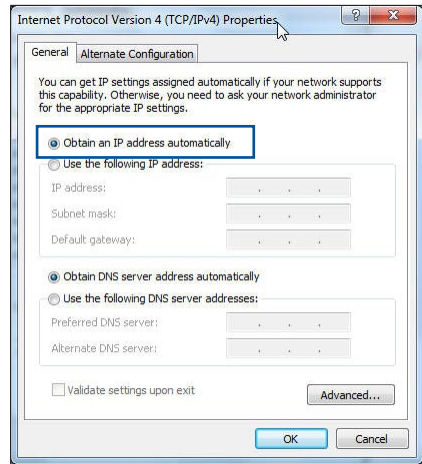 Internet Protocol Version 4 (TCP/IPv4) Properties
General
Alternate Configuration
You can get IP settings assigned automatically if your network supports
this capability. Otherwise, you need to ask your network administrator
for the appropriate IP settings.
Obtain an IP address automatically
Use the following IP address:
IP address:
Subnet mask:
Default gateway:
Obtain DNS server address automatically
Use the following DNS server addresses:
Preferred DNS server:
Alternate DNS server:
Validate settings upon exit
Advanced...
OK
Cancel